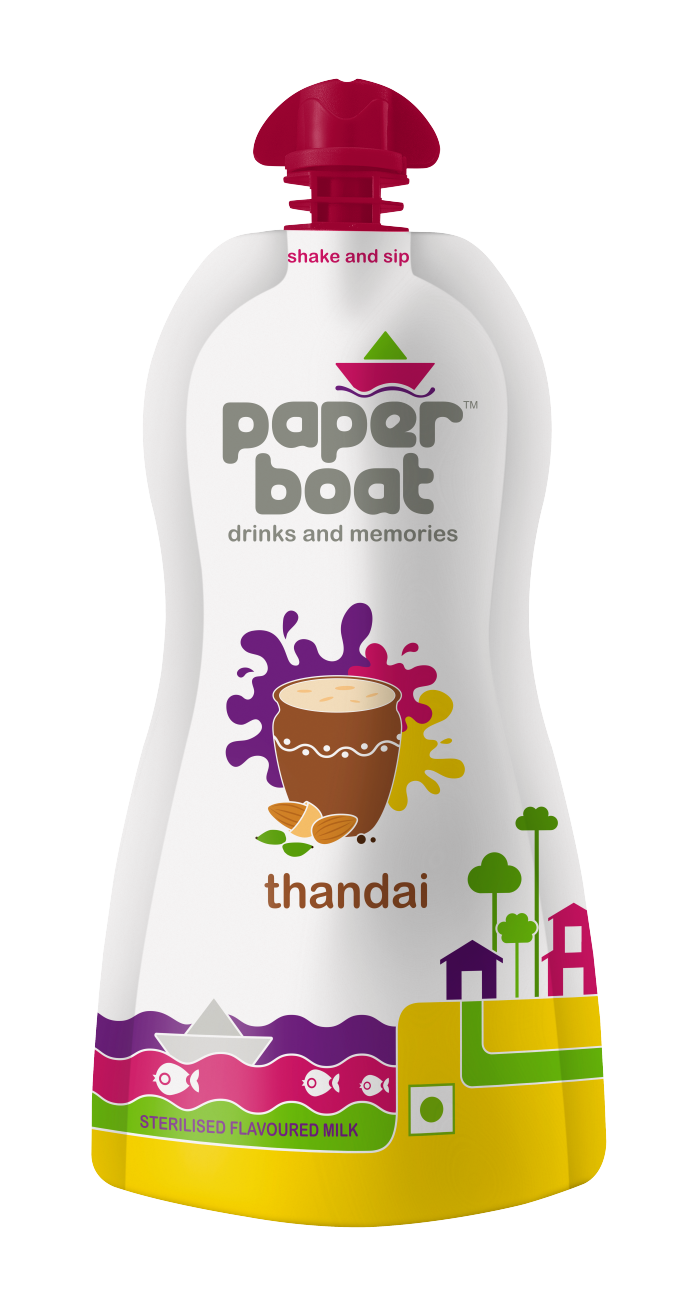 shake and sip
paper™
boat
drinks and memories
thandai
STERILISED FLAVOURED MILK